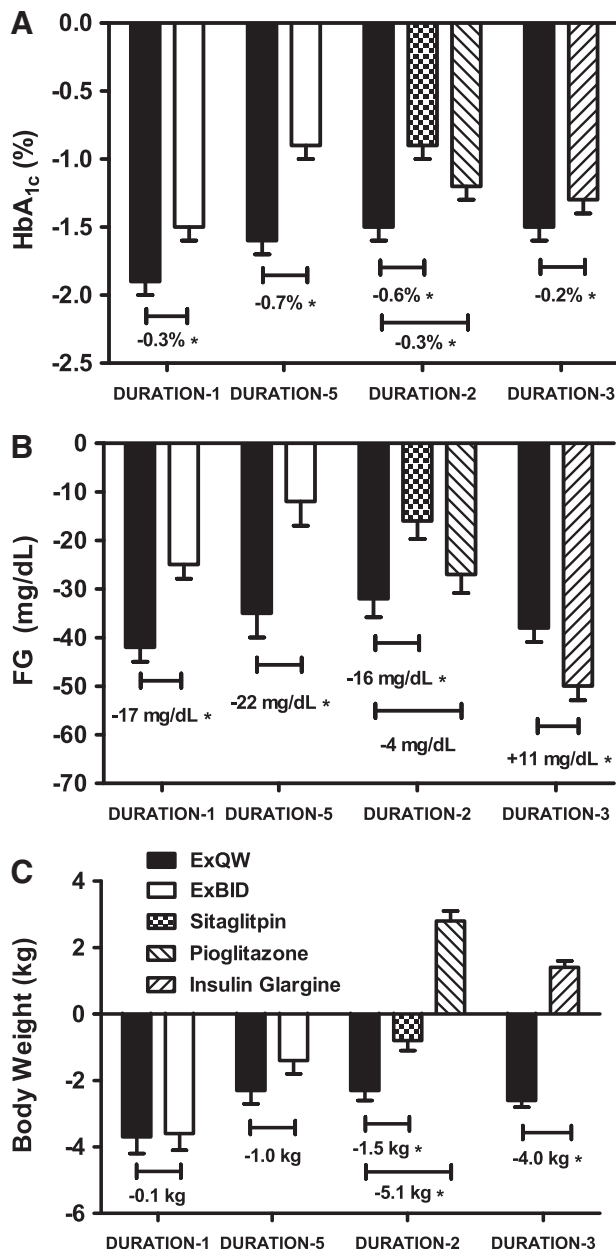 A
0.0
-0.5
-1.0
-1.5
-2.0
-2.5
HbA1c (%)
-0.3% *
-0.7% *
-0.6% *
-0.3% *
-0.2% *
DURATION-1 DURATION-5 DURATION-2 DURATION-3
B
0
-10
-20
-30
-40
-50
-60
-70
FG (mg/dL)
-17 mg/dL *
-22 mg/dL *
-16 mg/dL *
-4 mg/dL
+11 mg/dL *
DURATION-1 DURATION-5 DURATION-2 DURATION-3
C
ExQW
ExBID
Sitaglitpin
Pioglitazone
Insulin Glargine
4
2
0
-2
-4
-6
Body Weight (kg)
-0.1 kg
-1.0 kg
-1.5 kg *
-5.1 kg *
-4.0 kg *
DURATION-1 DURATION-5 DURATION-2 DURATION-3